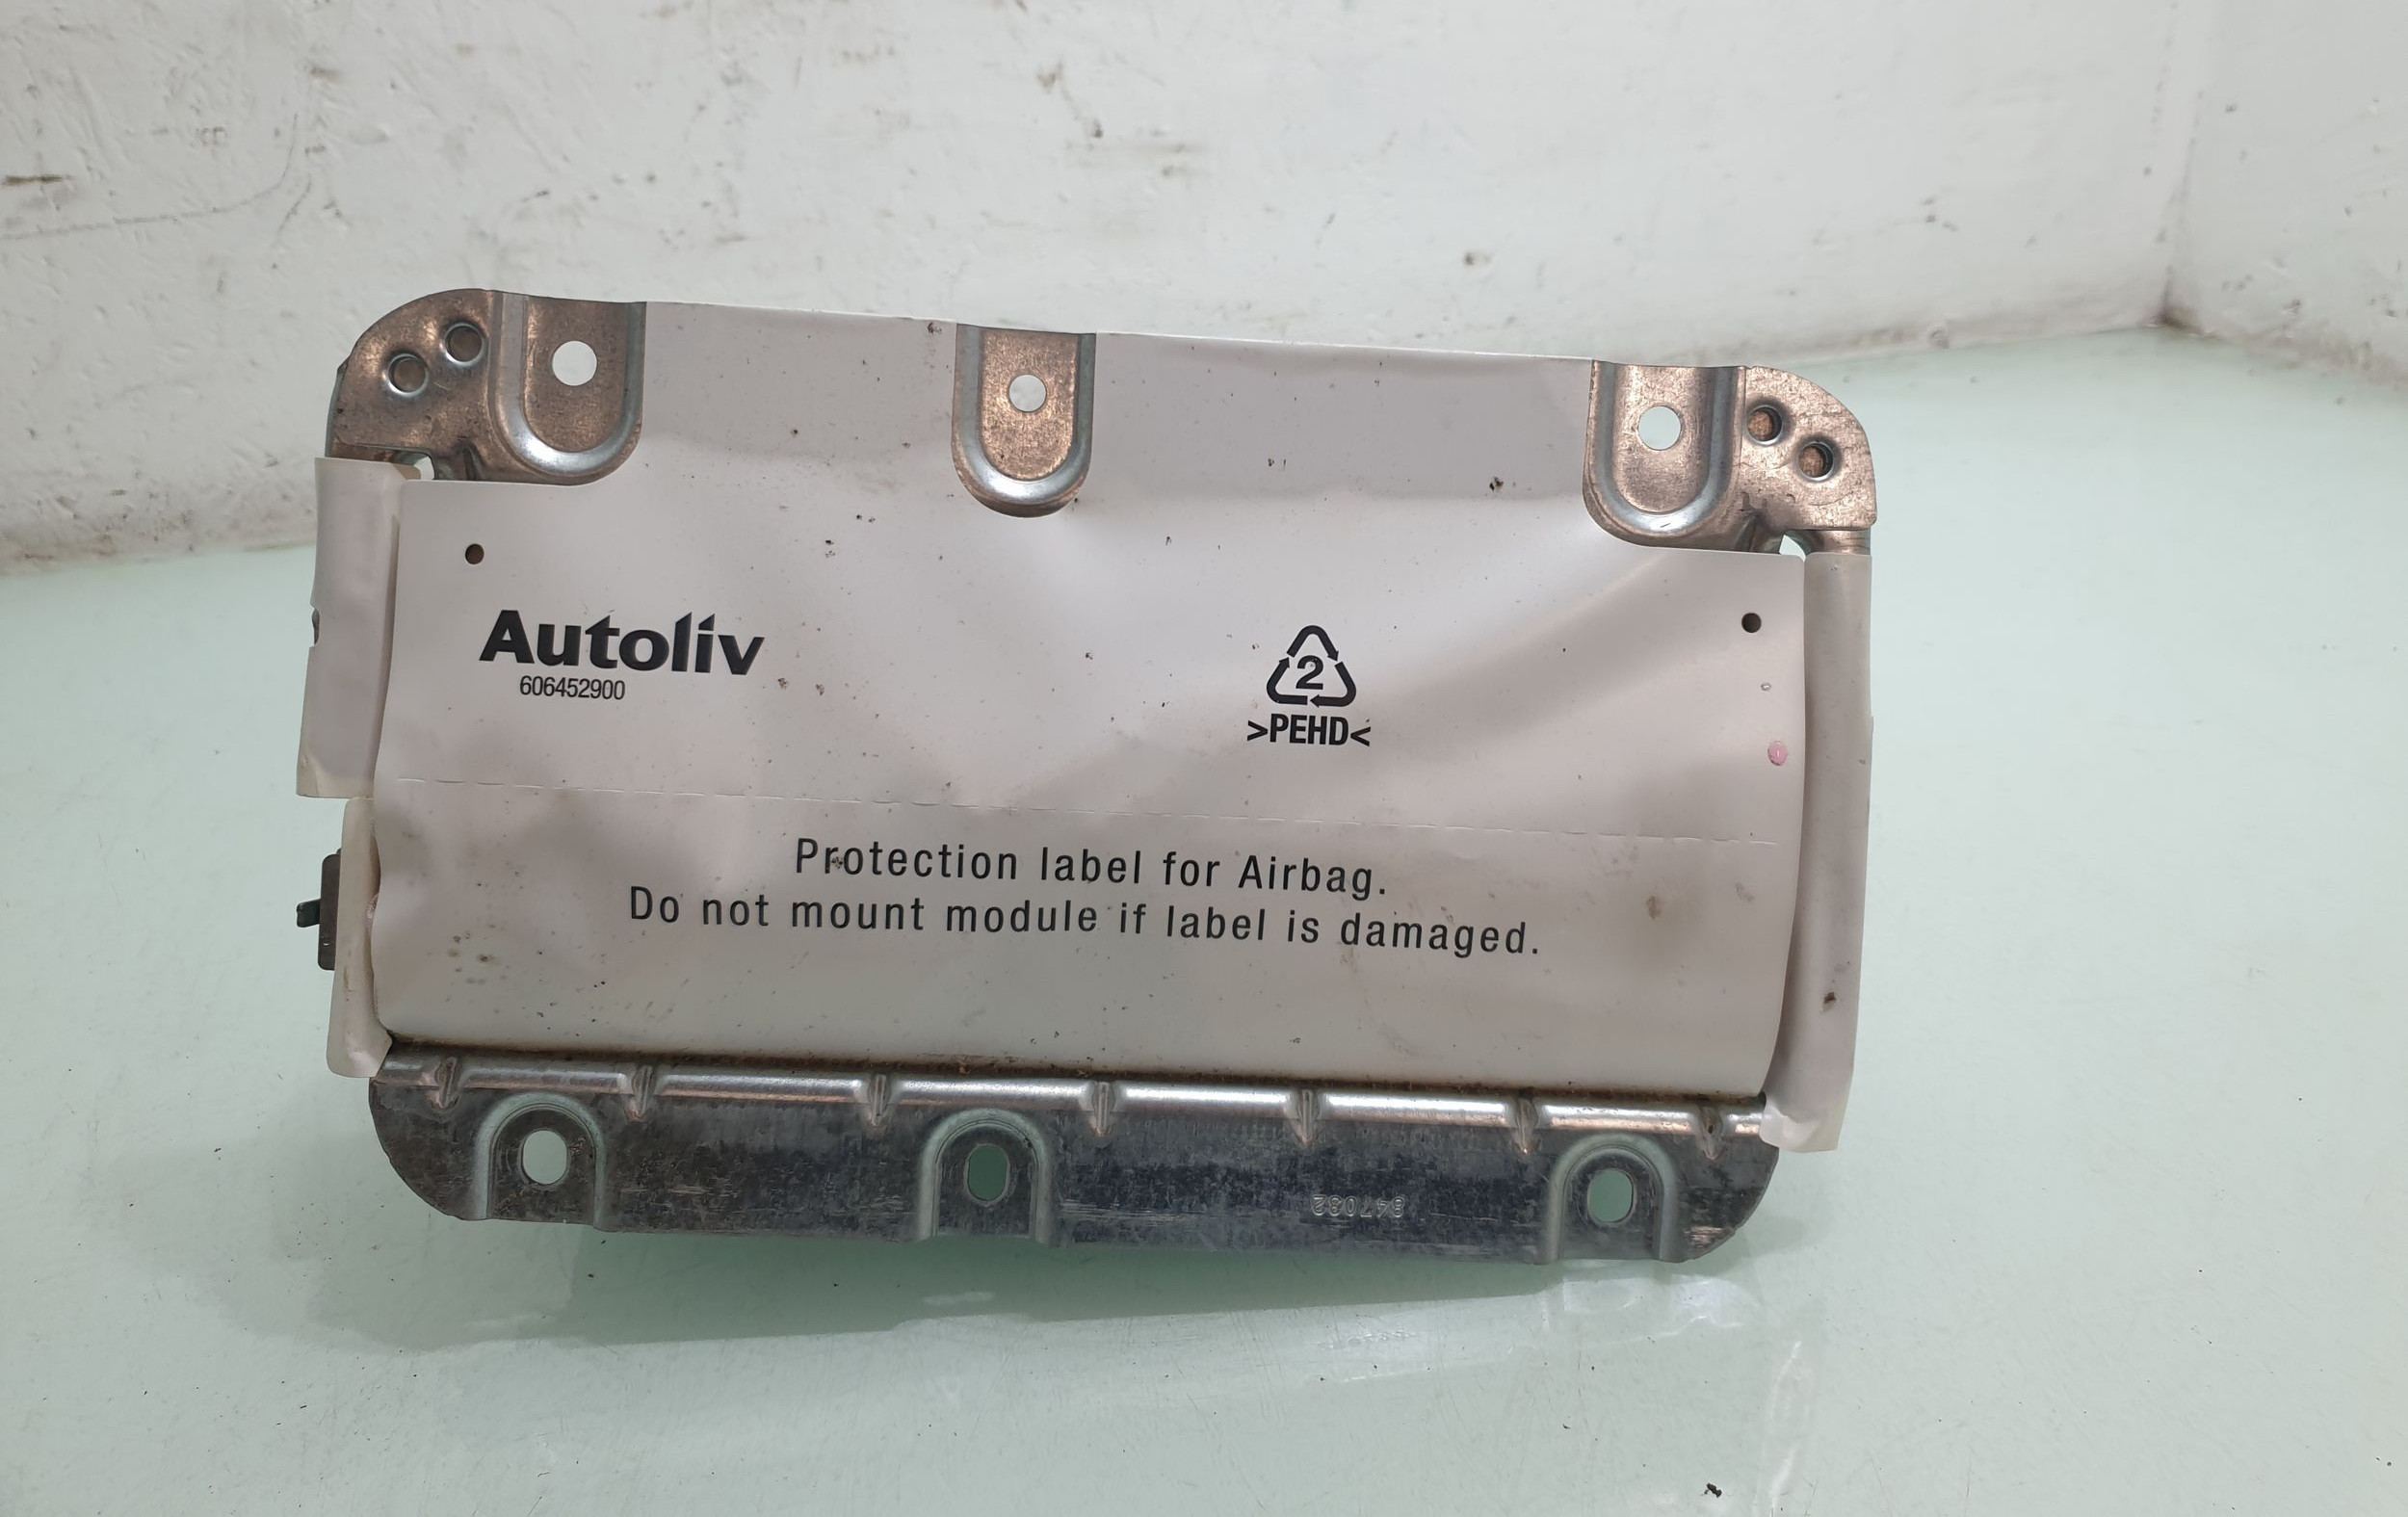 Autoliv
606452900
2
>PEHD<
Protection label for Airbag.
Do not mount module if label is damaged.